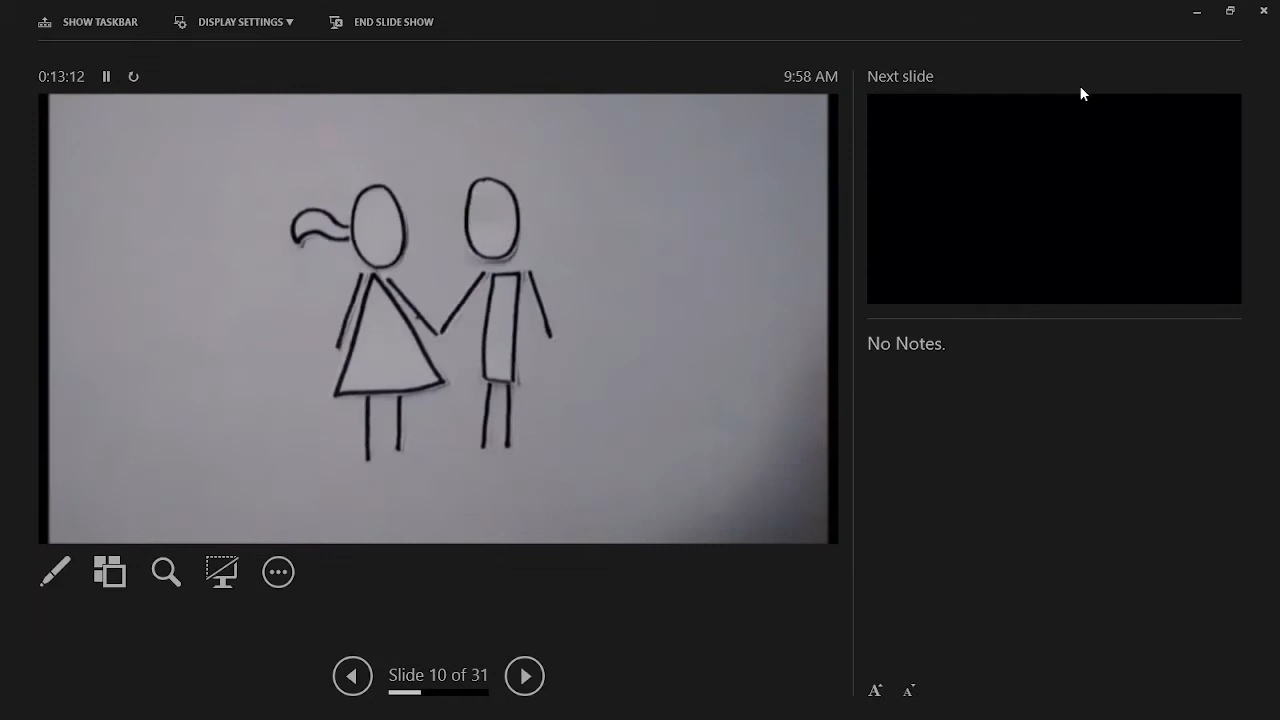 SHOW TASKBAR
DISPLAY SETTINGS ▼
END SLIDE SHOW
0:13:12
9:58 AM
Next slide
No Notes.
Slide 10 of 31
A A